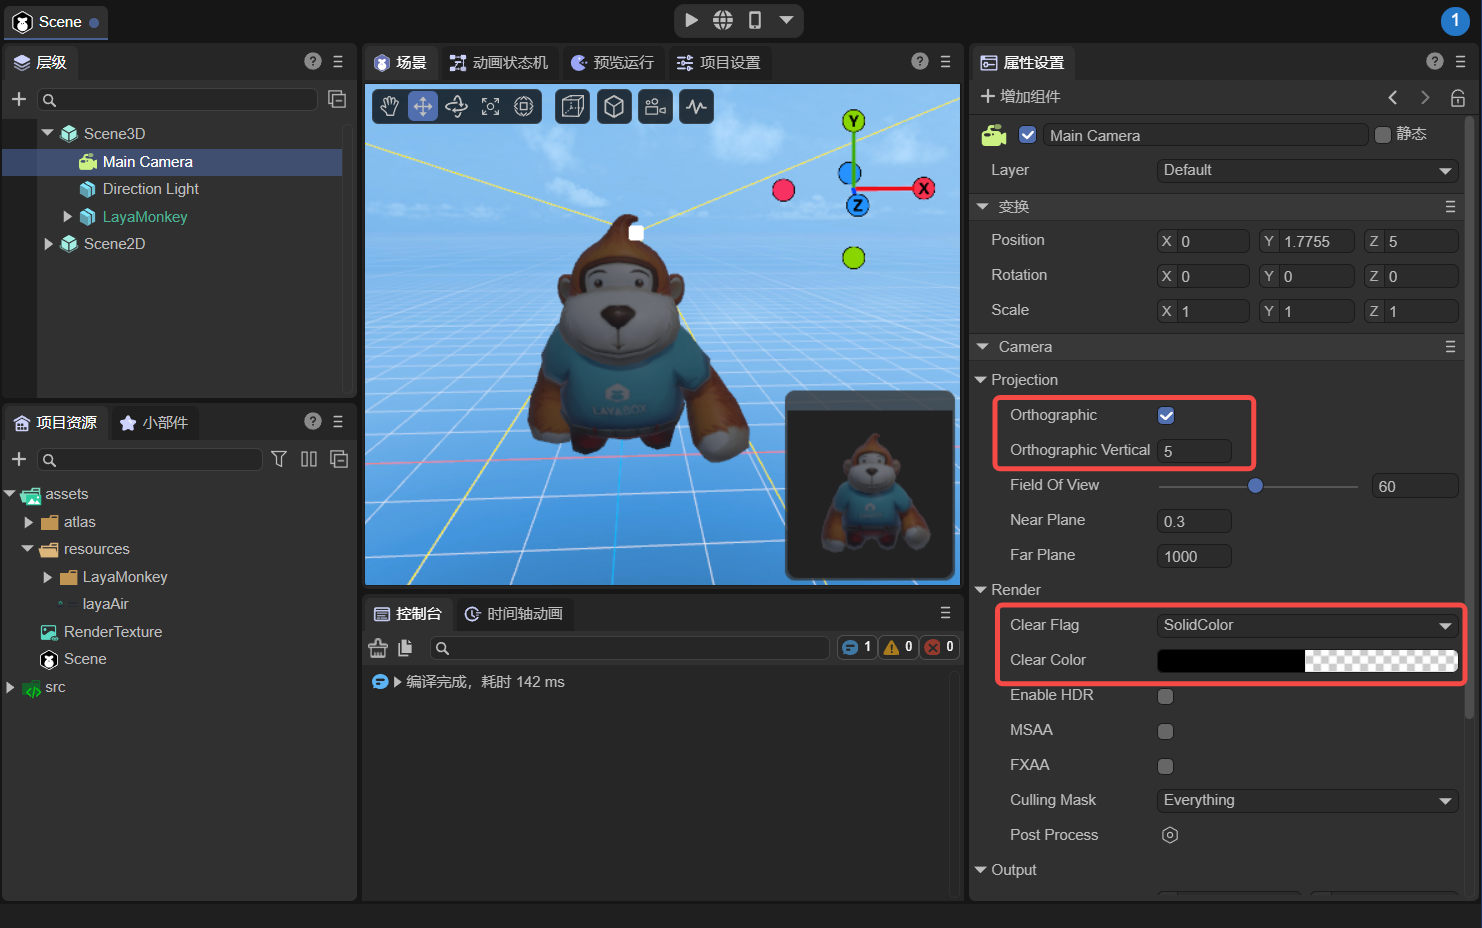 Scene
1
层级
Scene3D
Main Camera
Direction Light
LayaMonkey
Scene2D
项目资源
小部件
assets
atlas
resources
LayaMonkey
layaAir
RenderTexture
Scene
src
场景
动画状态机
预览运行
项目设置
Y
X
Z
LAYABOX
控制台
时间轴动画
1
0
0
编译完成，耗时 142 ms
属性设置
增加组件
Main Camera
静态
Layer
Default
变换
Position X 0 Y 1.7755 Z 5
Rotation X 0 Y 0 Z 0
Scale X 1 Y 1 Z 1
Camera
Projection
Orthographic
Orthographic Vertical 5
Field Of View 60
Near Plane 0.3
Far Plane 1000
Render
Clear Flag SolidColor
Clear Color
Enable HDR
MSAA
FXAA
Culling Mask Everything
Post Process
Output